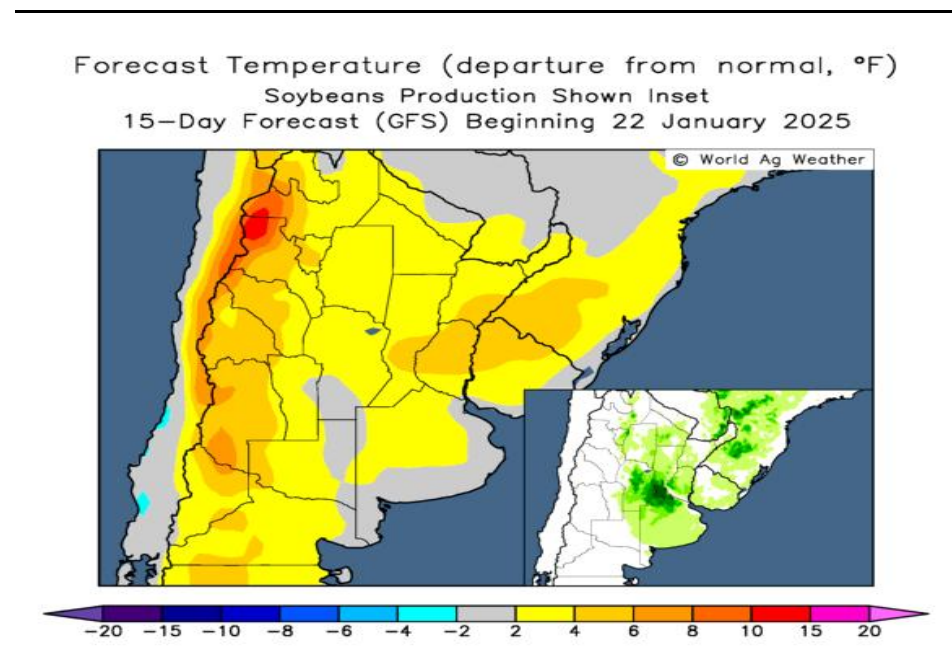 Forecast Temperature (departure from normal, °F)
Soybeans Production Shown Inset
15-Day Forecast (GFS) Beginning 22 January 2025
© World Ag Weather
-20 -15 -10 -8 -6 -4 -2 2 4 6 8 10 15 20